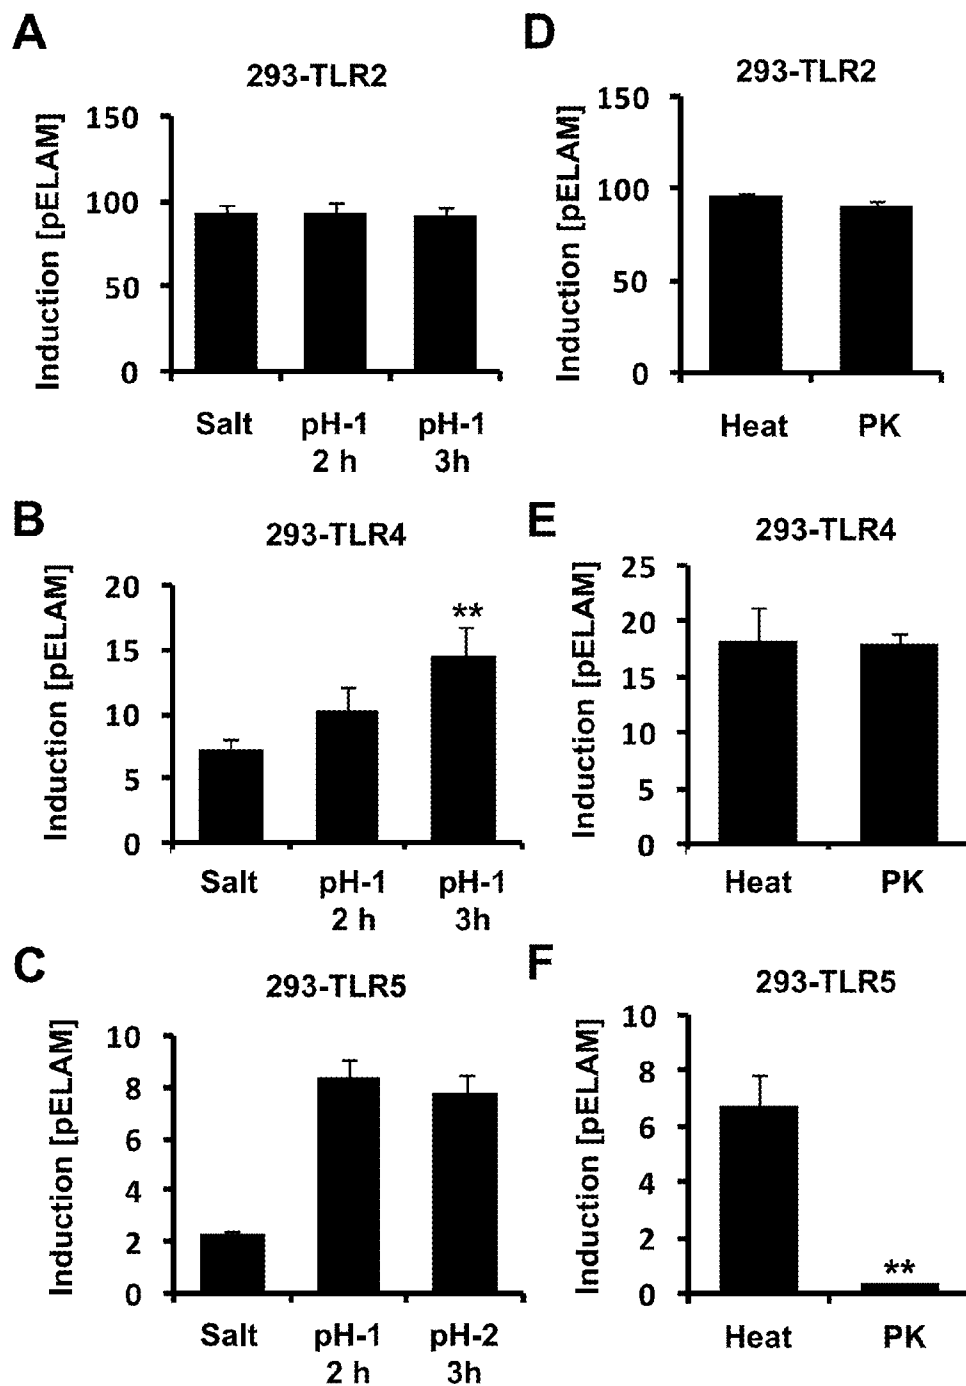 A
293-TLR2
Induction [pELAM]
150
100
50
0
Salt pH-1 pH-1
2 h 3h
D
293-TLR2
Induction [pELAM]
150
100
50
0
Heat PK
B
293-TLR4
Induction [pELAM]
20
15
10
5
0
**
Salt pH-1 pH-1
2 h 3h
E
293-TLR4
Induction [pELAM]
25
20
15
10
5
0
Heat PK
C
293-TLR5
Induction [pELAM]
10
8
6
4
2
0
Salt pH-1 pH-2
2 h 3h
F
293-TLR5
Induction [pELAM]
10
8
6
4
2
0
**
Heat PK